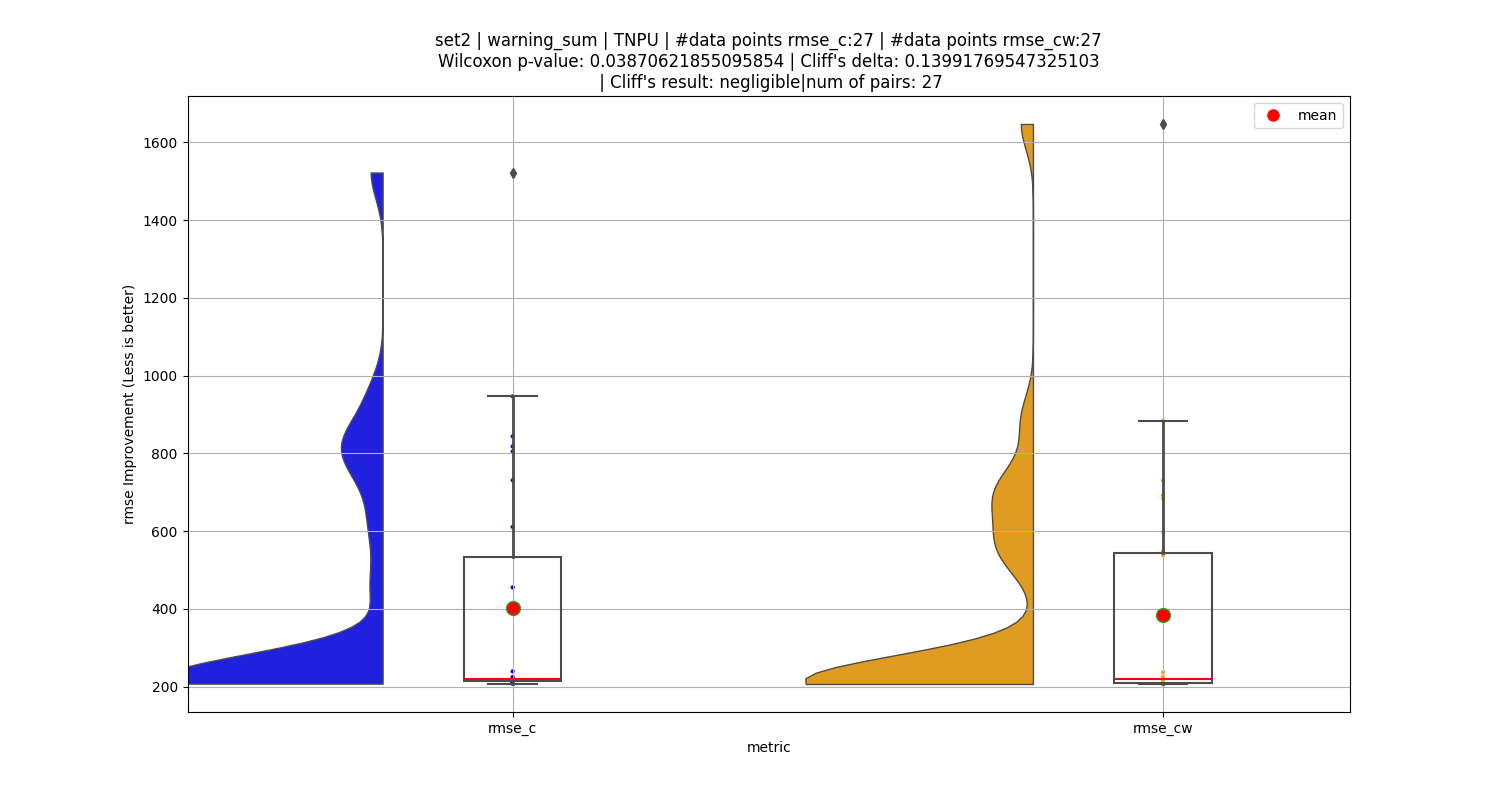 set2 | warning_sum | TNPU | #data points rmse_c:27 | #data points rmse_cw:27
Wilcoxon p-value: 0.03870621855095854 | Cliff's delta: 0.13991769547325103
| Cliff's result: negligible|num of pairs: 27
mean
1600
1400
1200
1000
800
600
400
200
rmse Improvement (Less is better)
rmse_c
rmse_cw
metric